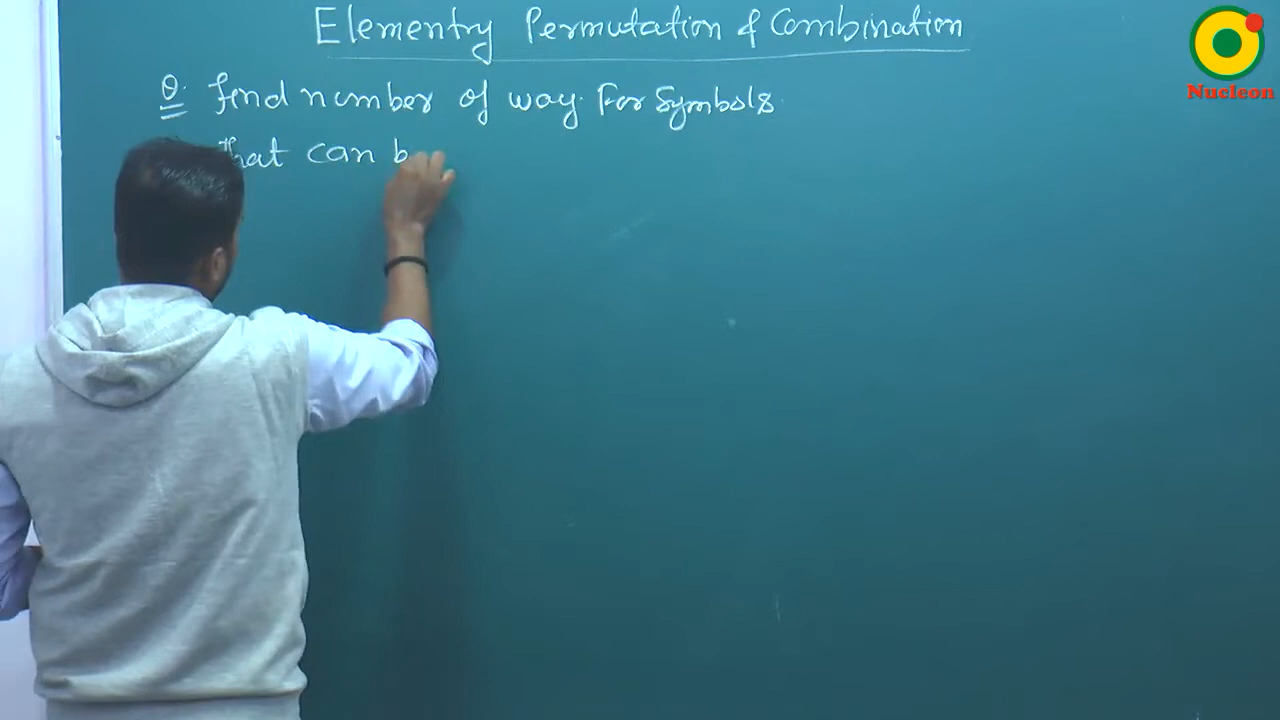 Elementry Permutation & Combination
Q. find number of way. For Symbols.
that can b
Nucleon